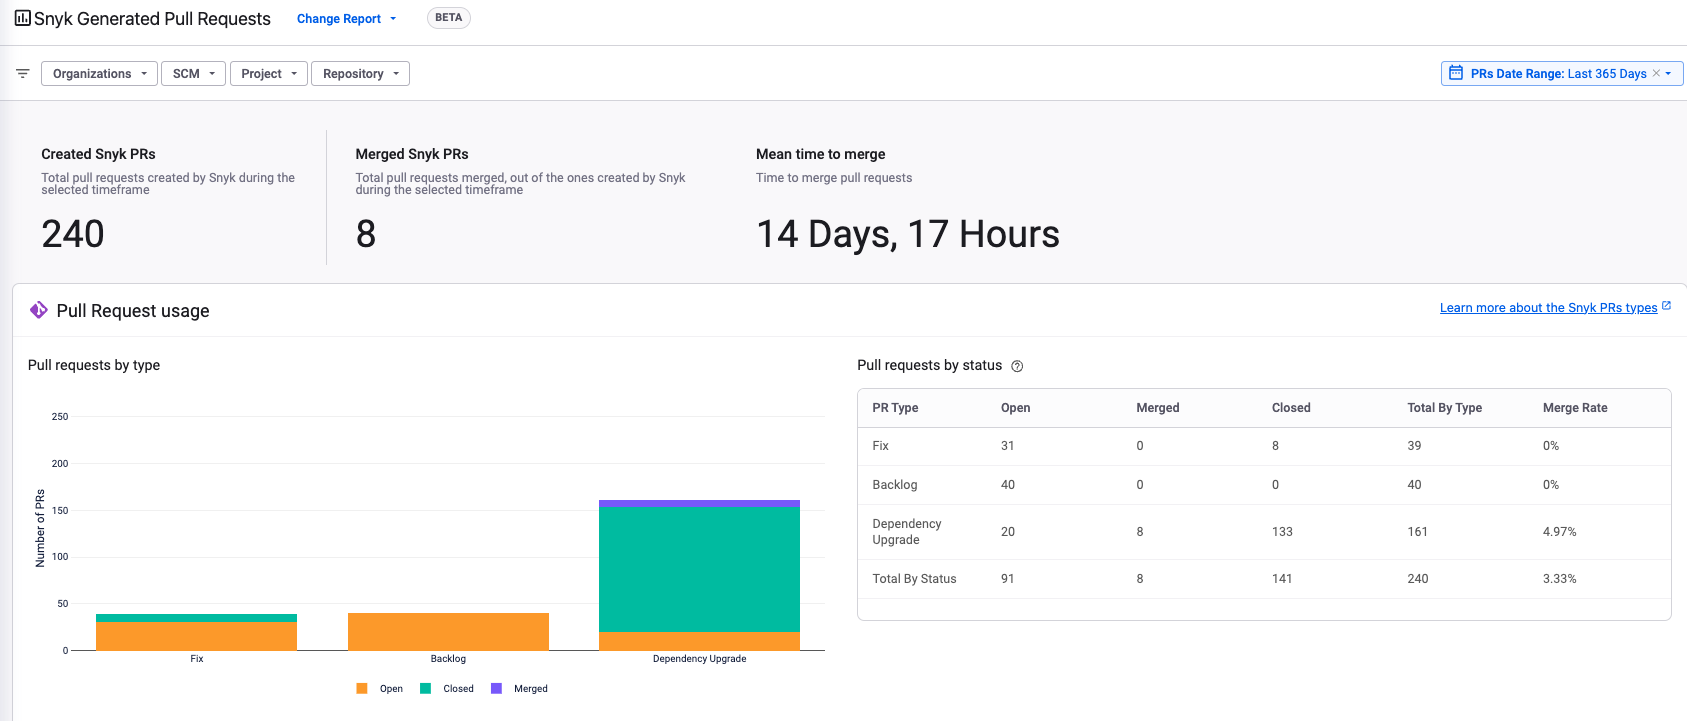 Snyk Generated Pull Requests
Change Report
BETA
Organizations
SCM
Project
Repository
PRs Date Range: Last 365 Days
Created Snyk PRs
Total pull requests created by Snyk during the
selected timeframe
240
Merged Snyk PRs
Total pull requests merged, out of the ones created by Snyk
during the selected timeframe
8
Mean time to merge
Time to merge pull requests
14 Days, 17 Hours
Pull Request usage
Learn more about the Snyk PRs types
Pull requests by type
Number of PRs
250
200
150
100
50
0
Fix
Backlog
Dependency Upgrade
Open
Closed
Merged
Pull requests by status
PR Type Open Merged Closed Total By Type Merge Rate
Fix 31 0 8 39 0%
Backlog 40 0 0 40 0%
Dependency
Upgrade 20 8 133 161 4.97%
Total By Status 91 8 141 240 3.33%